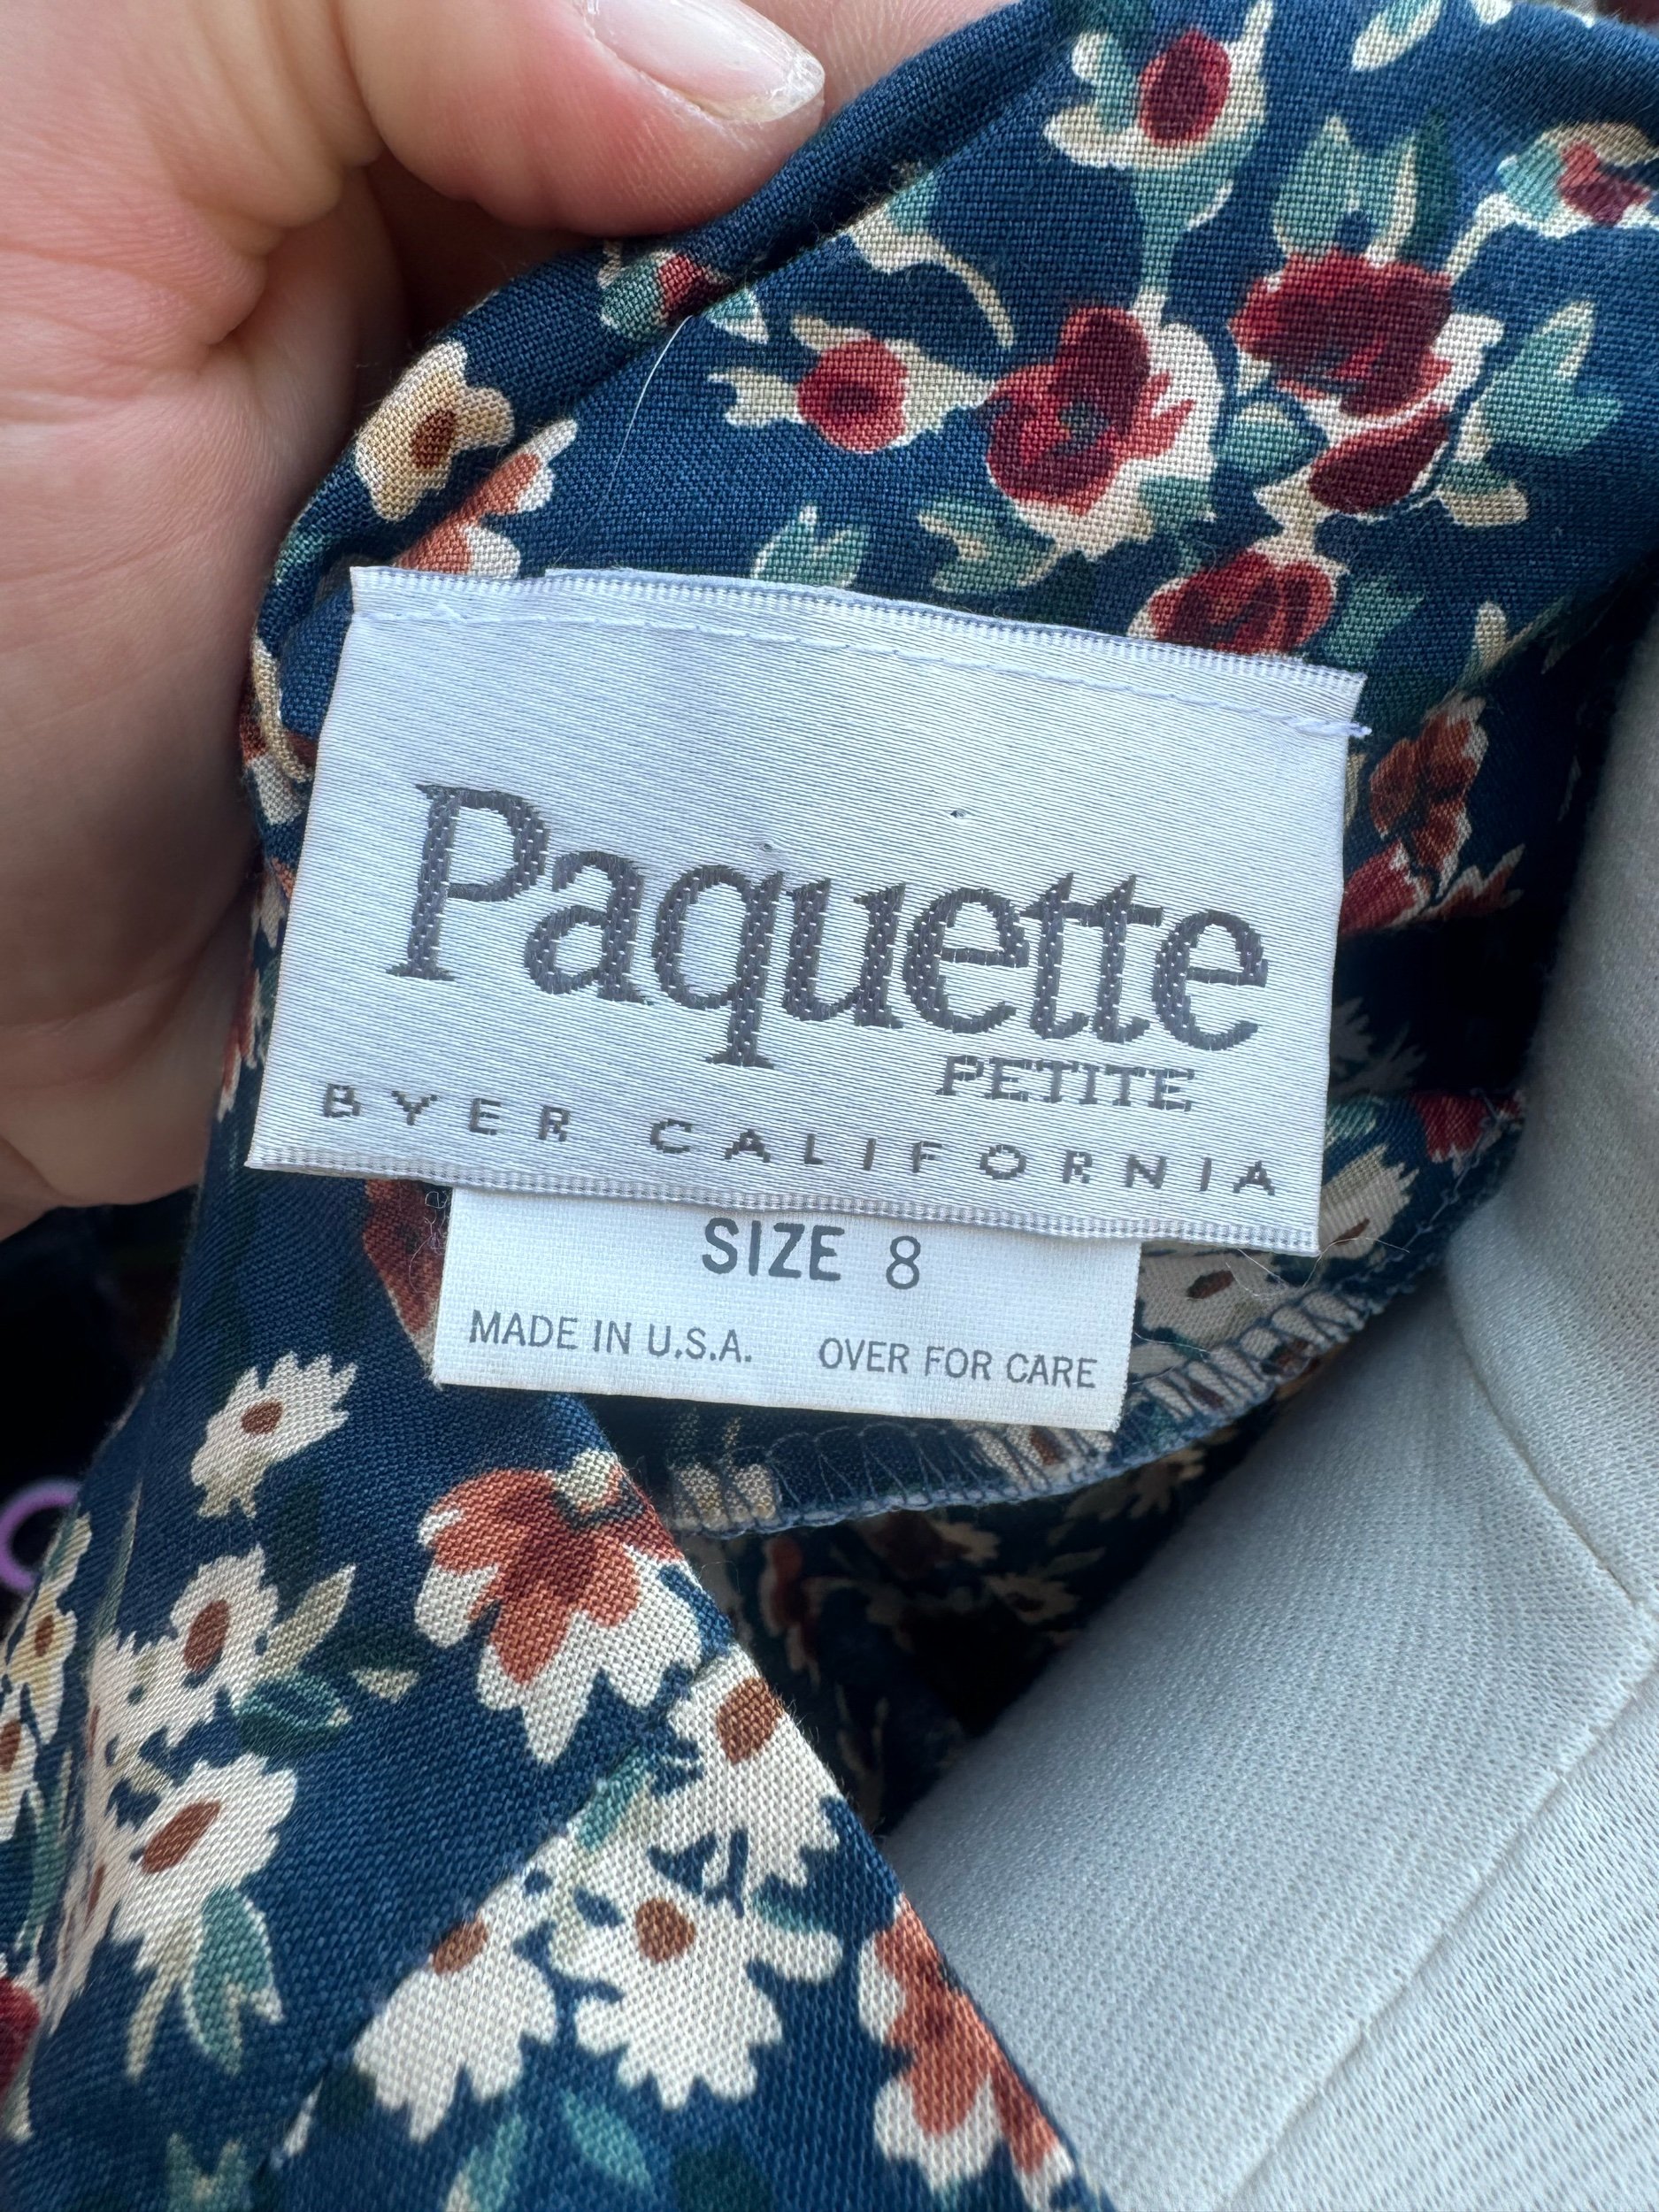 Paquette
PETITE
BYER CALIFORNIA
SIZE 8
MADE IN U.S.A. OVER FOR CARE